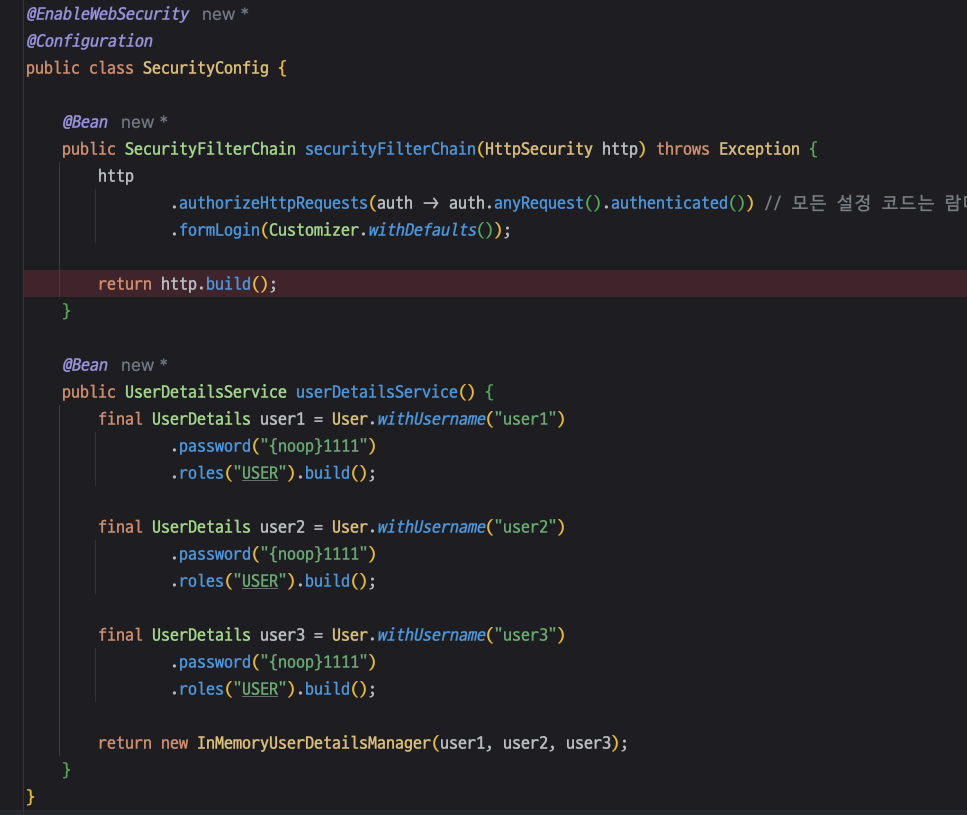 @EnableWebSecurity new *
@Configuration
public class SecurityConfig {
@Bean new *
public SecurityFilterChain securityFilterChain(HttpSecurity http) throws Exception {
http
.authorizeHttpRequests(auth → auth.anyRequest().authenticated()) // 모든 설정 코드는
.formLogin(Customizer.withDefaults());
return http.build();
}
@Bean new *
public UserDetailsService userDetailsService() {
final UserDetails user1 = User.withUsername("user1")
.password("{noop}1111")
.roles("USER").build();
final UserDetails user2 = User.withUsername("user2")
.password("{noop}1111")
.roles("USER").build();
final UserDetails user3 = User.withUsername("user3")
.password("{noop}1111")
.roles("USER").build();
return new InMemoryUserDetailsManager(user1, user2, user3);
}
}